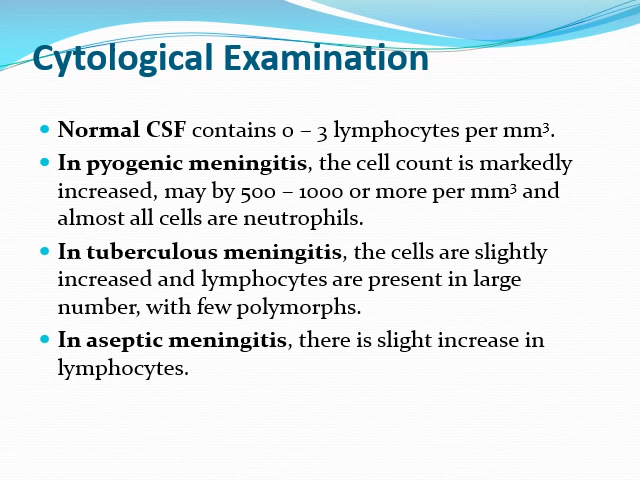 Cytological Examination
• Normal CSF contains 0 – 3 lymphocytes per mm³.
• In pyogenic meningitis, the cell count is markedly
increased, may by 500 – 1000 or more per mm³ and
almost all cells are neutrophils.
• In tuberculous meningitis, the cells are slightly
increased and lymphocytes are present in large
number, with few polymorphs.
• In aseptic meningitis, there is slight increase in
lymphocytes.